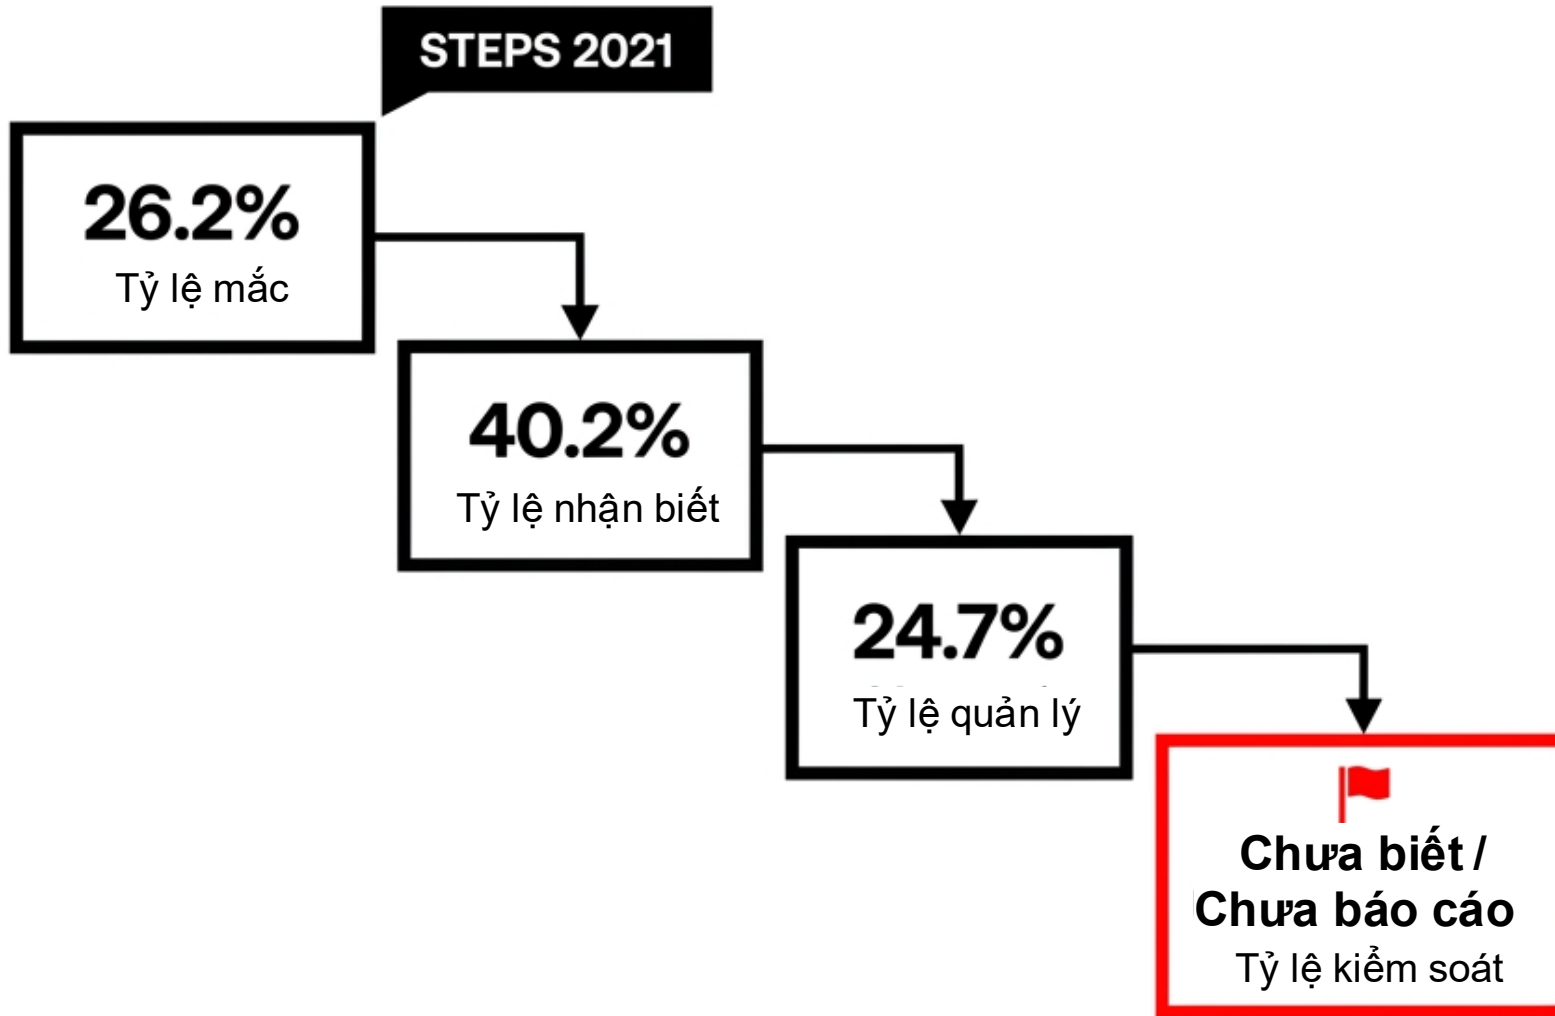 STEPS 2021
26.2%
Tỷ lệ mắc
40.2%
Tỷ lệ nhận biết
24.7%
Tỷ lệ quản lý
Chưa biết /
Chưa báo cáo
Tỷ lệ kiểm soát